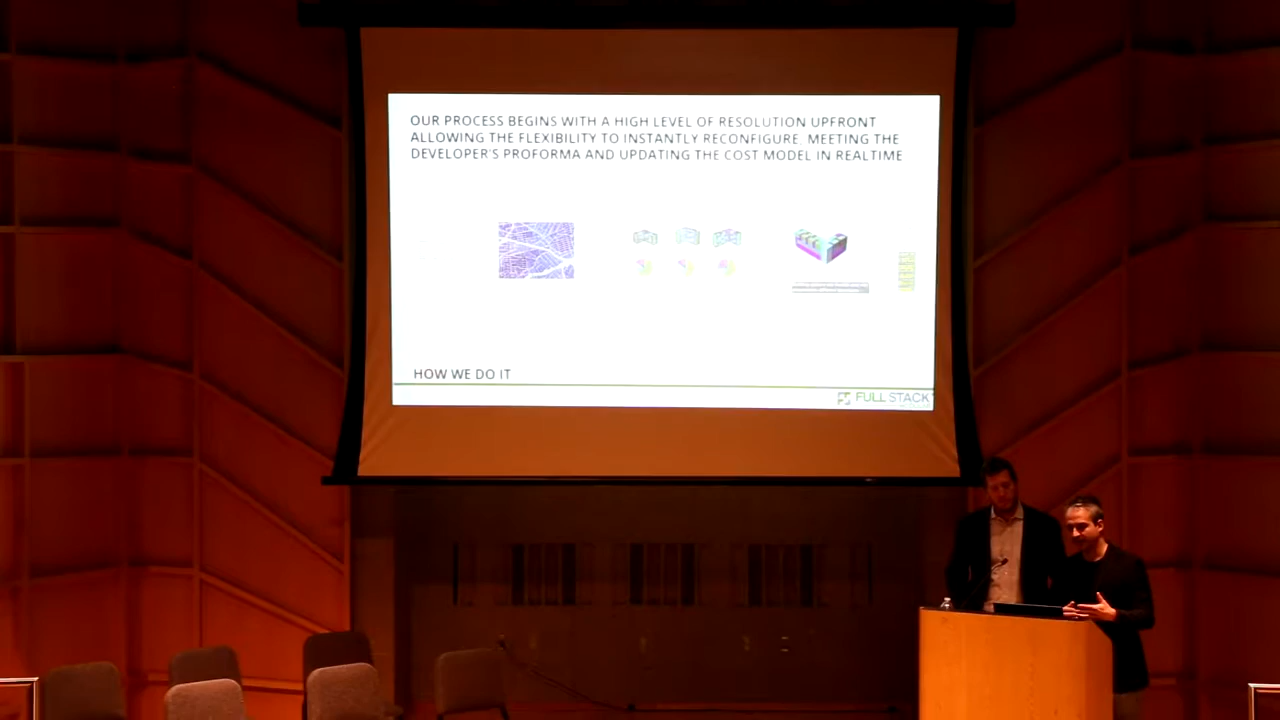 OUR PROCESS BEGINS WITH A HIGH LEVEL OF RESOLUTION UPFRONT
ALLOWING THE FLEXIBILITY TO INSTANTLY RECONFIGURE, MEETING THE
DEVELOPER'S PROFORMA AND UPDATING THE COST MODEL IN REALTIME
HOW WE DO IT
FULL STACK